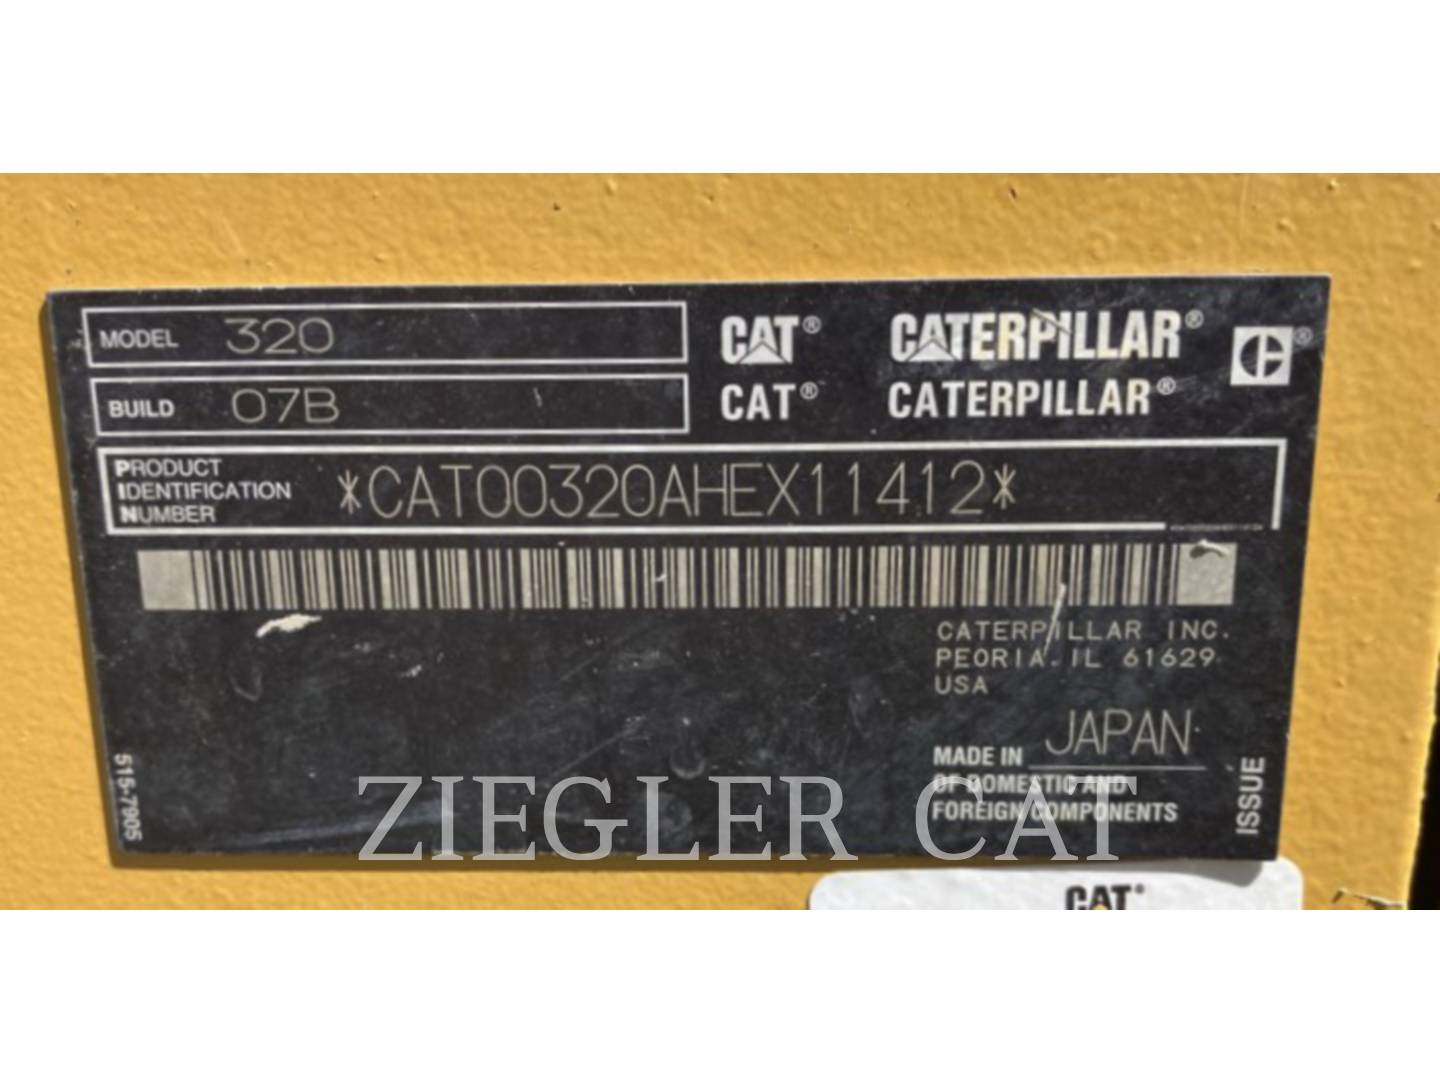 MODEL 320
CAT® CATERPILLAR® ®
BUILD 07B
CAT® CATERPILLAR®
PRODUCT
IDENTIFICATION
NUMBER
*CAT00320AHEX11412*
CATERPILLAR INC.
PEORIA, IL 61629
USA
MADE IN JAPAN
OF DOMESTIC AND
FOREIGN COMPONENTS
515-7905
ISSUE
ZIEGLER CAT
CAT®